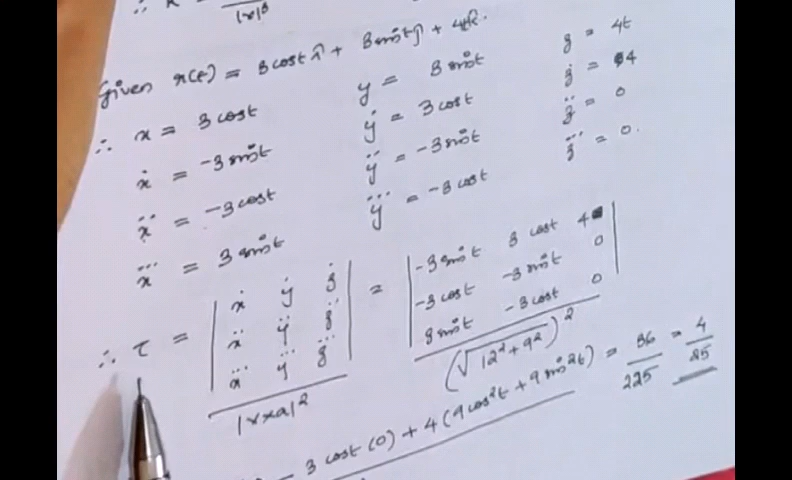 ∴ K = / |v|³
Given r(t) = 3cost î + 3sint ĵ + 4t k̂.
∴ x = 3cost   y = 3sint   z = 4t
ẋ = -3sint   ẏ = 3cost   ż = 4
ẍ = -3cost   ÿ = -3sint   z̈ = 0
x⃛ = 3sint   y⃛ = -3cost   z⃛ = 0.
∴ τ = | ẋ ẏ ż | = | -3sint 3cost 4 |
| ẍ ÿ z̈ | | -3cost -3sint 0 |
| x⃛ y⃛ z⃛ | | 3sint -3cost 0 |
|v×a|² (√12²+9²)²
- 3cost(0) + 4(9cos²t + 9sin²t) = 36/225 = 4/25